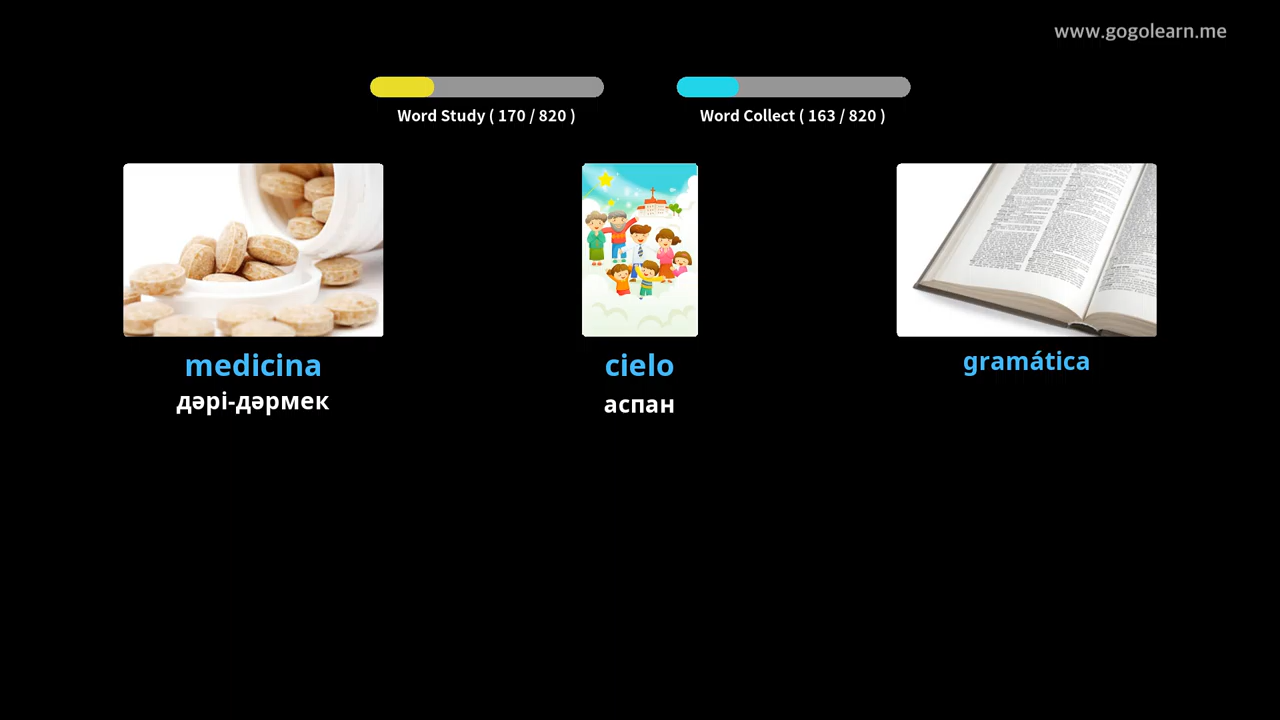 www.gogolearn.me
Word Study ( 170 / 820 )
Word Collect ( 163 / 820 )
medicina
дәрі-дәрмек
cielo
аспан
gramática